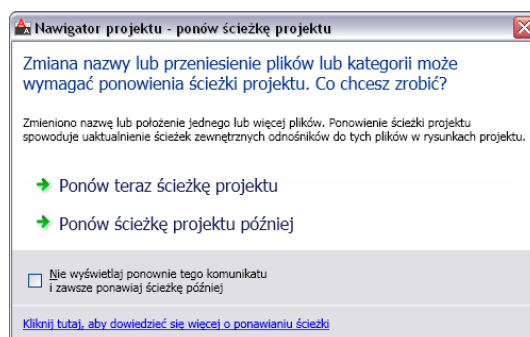 Nawigator projektu - ponów ścieżkę projektu
Zmiana nazwy lub przeniesienie plików lub kategorii może
wymagać ponowienia ścieżki projektu. Co chcesz zrobić?
Zmieniono nazwę lub położenie jednego lub więcej plików. Ponowienie ścieżki projektu
spowoduje uaktualnienie ścieżek zewnętrznych odnośników do tych plików w rysunkach projektu.
Ponów teraz ścieżkę projektu
Ponów ścieżkę projektu później
Nie wyświetlaj ponownie tego komunikatu
i zawsze ponawiaj ścieżkę później
Kliknij tutaj, aby dowiedzieć się więcej o ponawianiu ścieżki